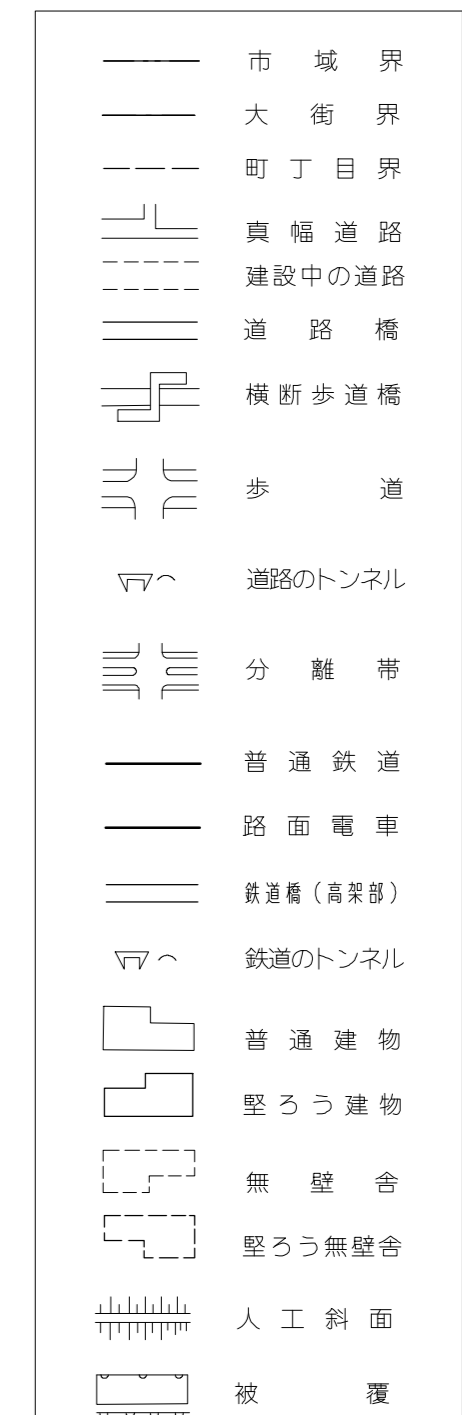 市域界
大街界
町丁目界
真幅道路
建設中の道路
道路橋
横断歩道橋
歩道
道路のトンネル
分離帯
普通鉄道
路面電車
鉄道橋（高架部）
鉄道のトンネル
普通建物
堅ろう建物
無壁舎
堅ろう無壁舎
人工斜面
被覆